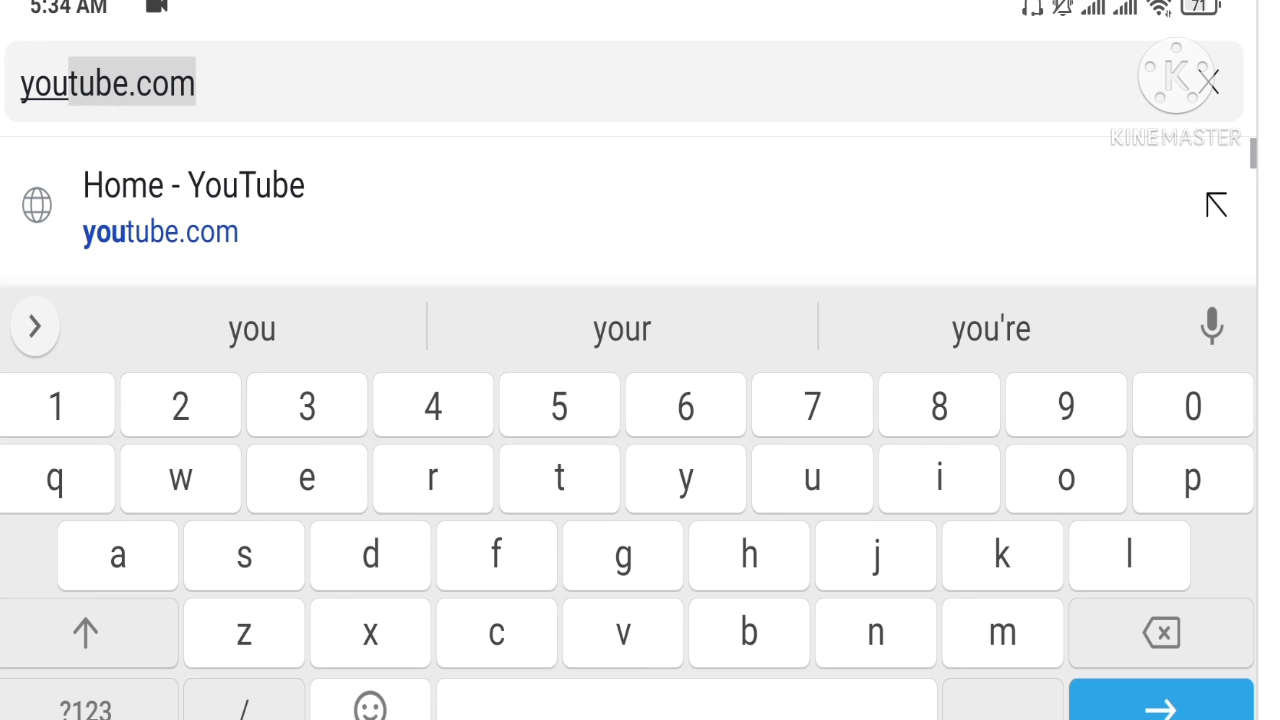 5:34 AM 71
youtube.com X
K
KINEMASTER
Home - YouTube
youtube.com
you your you're
1 2 3 4 5 6 7 8 9 0
q w e r t y u i o p
a s d f g h j k l
z x c v b n m
?123 /